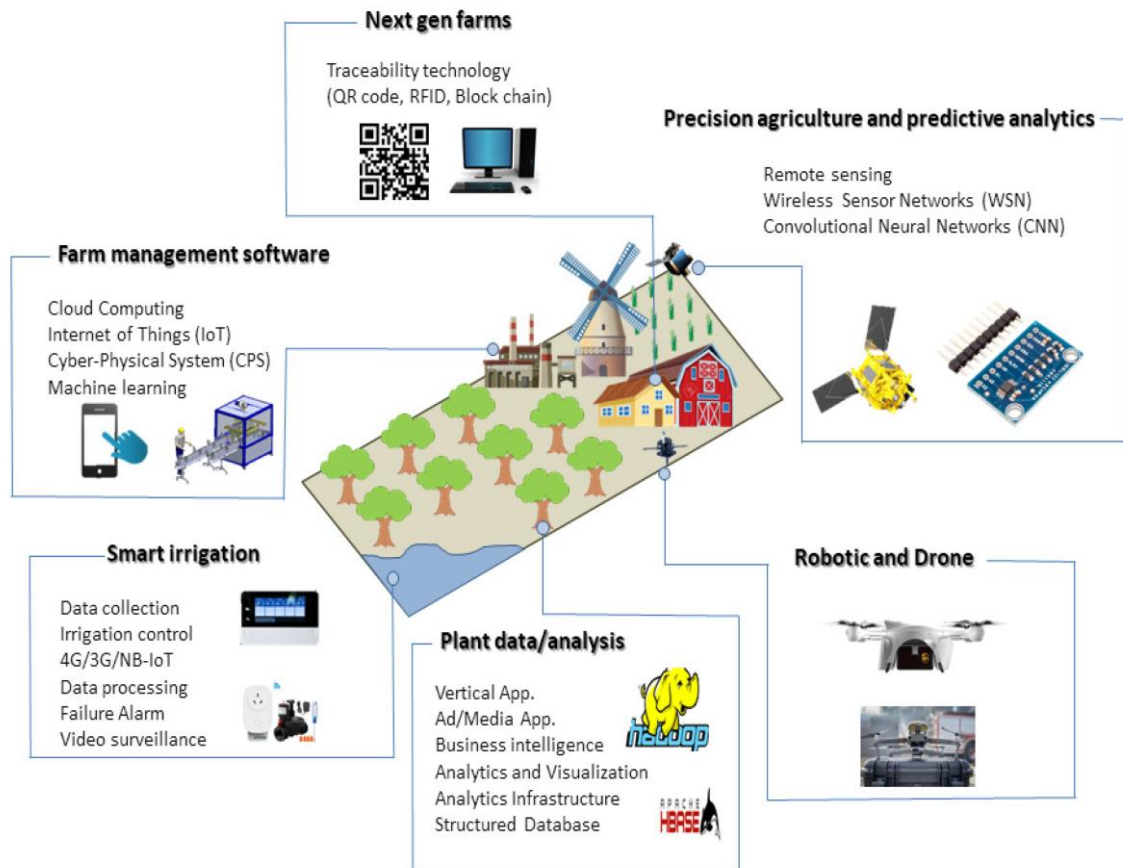 Next gen farms
Traceability technology
(QR code, RFID, Block chain)
Precision agriculture and predictive analytics
Remote sensing
Wireless Sensor Networks (WSN)
Convolutional Neural Networks (CNN)
Farm management software
Cloud Computing
Internet of Things (IoT)
Cyber-Physical System (CPS)
Machine learning
Smart irrigation
Data collection
Irrigation control
4G/3G/NB-IoT
Data processing
Failure Alarm
Video surveillance
Plant data/analysis
Vertical App.
Ad/Media App.
Business intelligence
Analytics and Visualization
Analytics Infrastructure
Structured Database
hadoop
APACHE
HBASE
Robotic and Drone